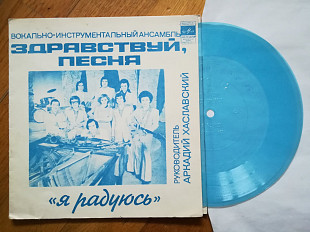 ВОКАЛЬНО-ИНСТРУМЕНТАЛЬНЫЙ АНСАМБЛЬ
ЗДРАВСТВУЙ,
ПЕСНЯ
«я радуюсь»
РУКОВОДИТЕЛЬ
АРКАДИЙ ХАСЛАВСКИЙ